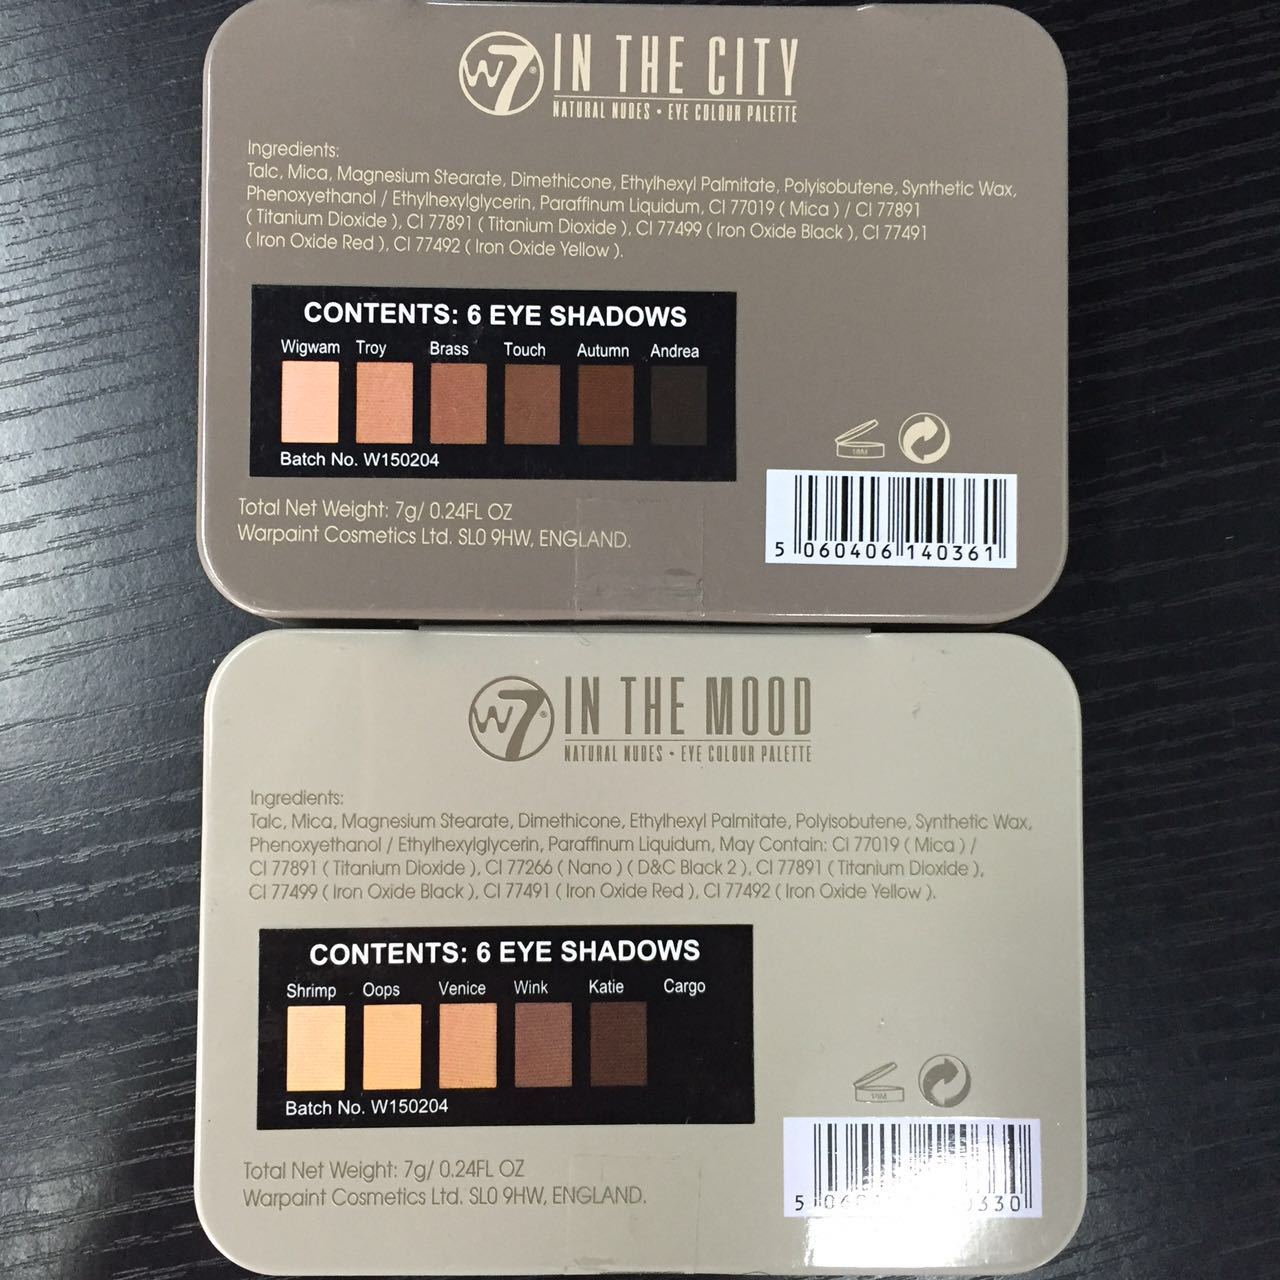 W7® IN THE CITY
NATURAL NUDES • EYE COLOUR PALETTE
Ingredients:
Talc, Mica, Magnesium Stearate, Dimethicone, Ethylhexyl Palmitate, Polyisobutene, Synthetic Wax,
Phenoxyethanol / Ethylhexylglycerin, Paraffinum Liquidum, CI 77019 ( Mica ) / CI 77891
( Titanium Dioxide ), CI 77891 ( Titanium Dioxide ), CI 77499 ( Iron Oxide Black ), CI 77491
( Iron Oxide Red ), CI 77492 ( Iron Oxide Yellow ).
CONTENTS: 6 EYE SHADOWS
Wigwam Troy Brass Touch Autumn Andrea
Batch No. W150204
18M
Total Net Weight: 7g/ 0.24FL OZ
Warpaint Cosmetics Ltd. SL0 9HW, ENGLAND.
5 060406 140361
W7® IN THE MOOD
NATURAL NUDES • EYE COLOUR PALETTE
Ingredients:
Talc, Mica, Magnesium Stearate, Dimethicone, Ethylhexyl Palmitate, Polyisobutene, Synthetic Wax,
Phenoxyethanol / Ethylhexylglycerin, Paraffinum Liquidum, May Contain: CI 77019 ( Mica ) /
CI 77891 ( Titanium Dioxide ), CI 77266 ( Nano ) ( D&C Black 2 ), CI 77891 ( Titanium Dioxide ),
CI 77499 ( Iron Oxide Black ), CI 77491 ( Iron Oxide Red ), CI 77492 ( Iron Oxide Yellow ).
CONTENTS: 6 EYE SHADOWS
Shrimp Oops Venice Wink Katie Cargo
Batch No. W150204
18M
Total Net Weight: 7g/ 0.24FL OZ
Warpaint Cosmetics Ltd. SL0 9HW, ENGLAND.
5